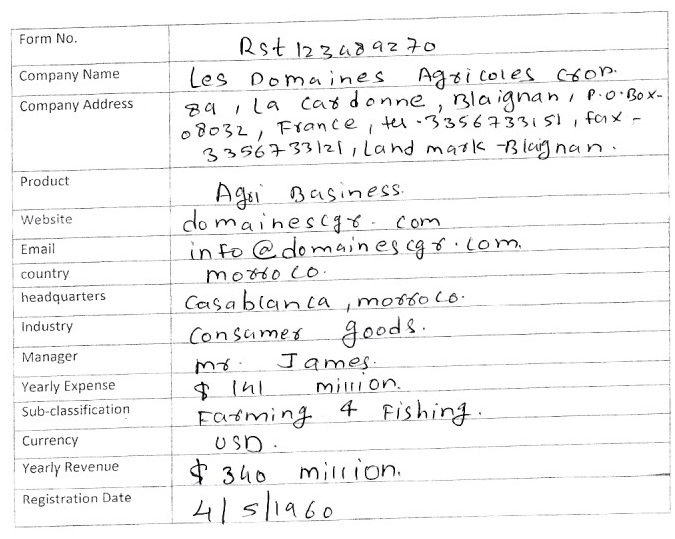 Form No. Rst 123489270
Company Name Les Domaines Agricoles cror.
Company Address 89, La cardonne, Blaignan, P.O.Box-
08032, France, tel-3356733151, fax-
3356733121, Land mark -Blaignan.
Product Agri Business.
Website domainescgr.com
Email info@domainescgr.com.
country morroco.
headquarters Casablanca, morroco.
Industry Consumer goods.
Manager mr. James.
Yearly Expense $ 141 million.
Sub-classification Farming & Fishing.
Currency USD.
Yearly Revenue $ 340 million.
Registration Date 4/5/1960